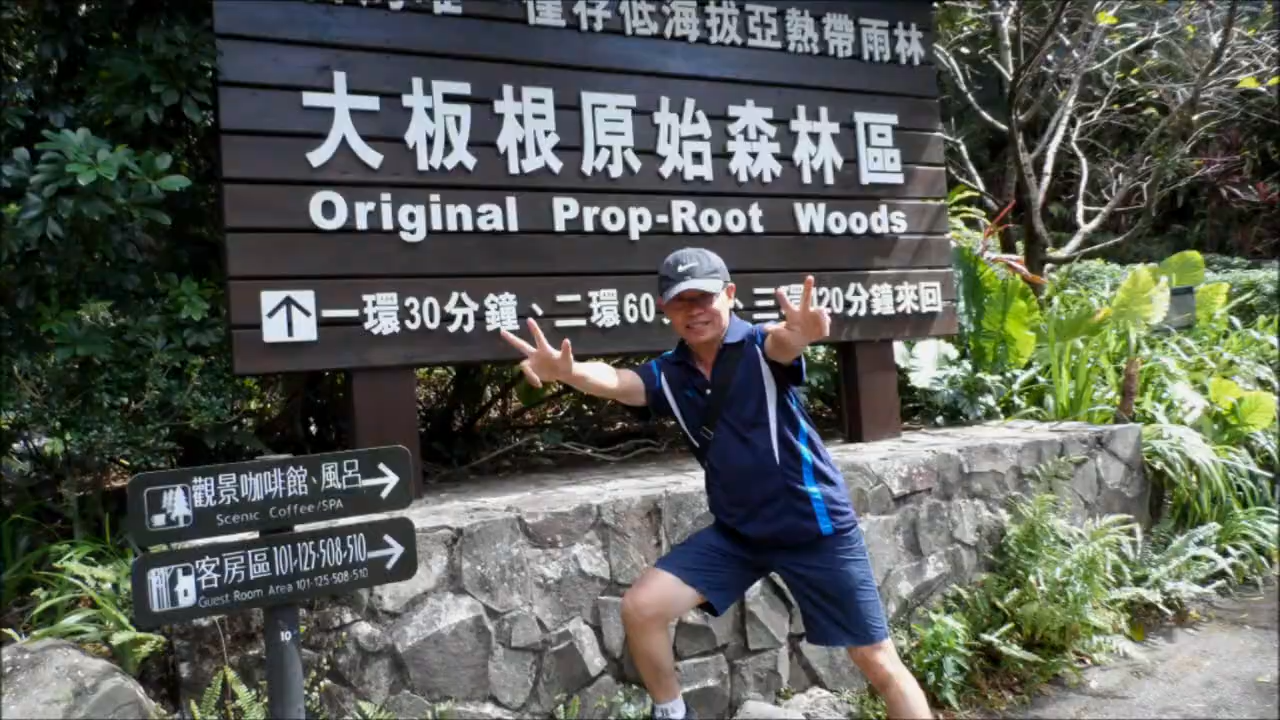 僅存低海拔亞熱帶雨林
大板根原始森林區
Original Prop-Root Woods
一環30分鐘、二環60 、三環120分鐘來回
觀景咖啡館、風呂
Scenic Coffee/SPA
客房區101-125·508-510
Guest Room Area 101-125·508-510
10